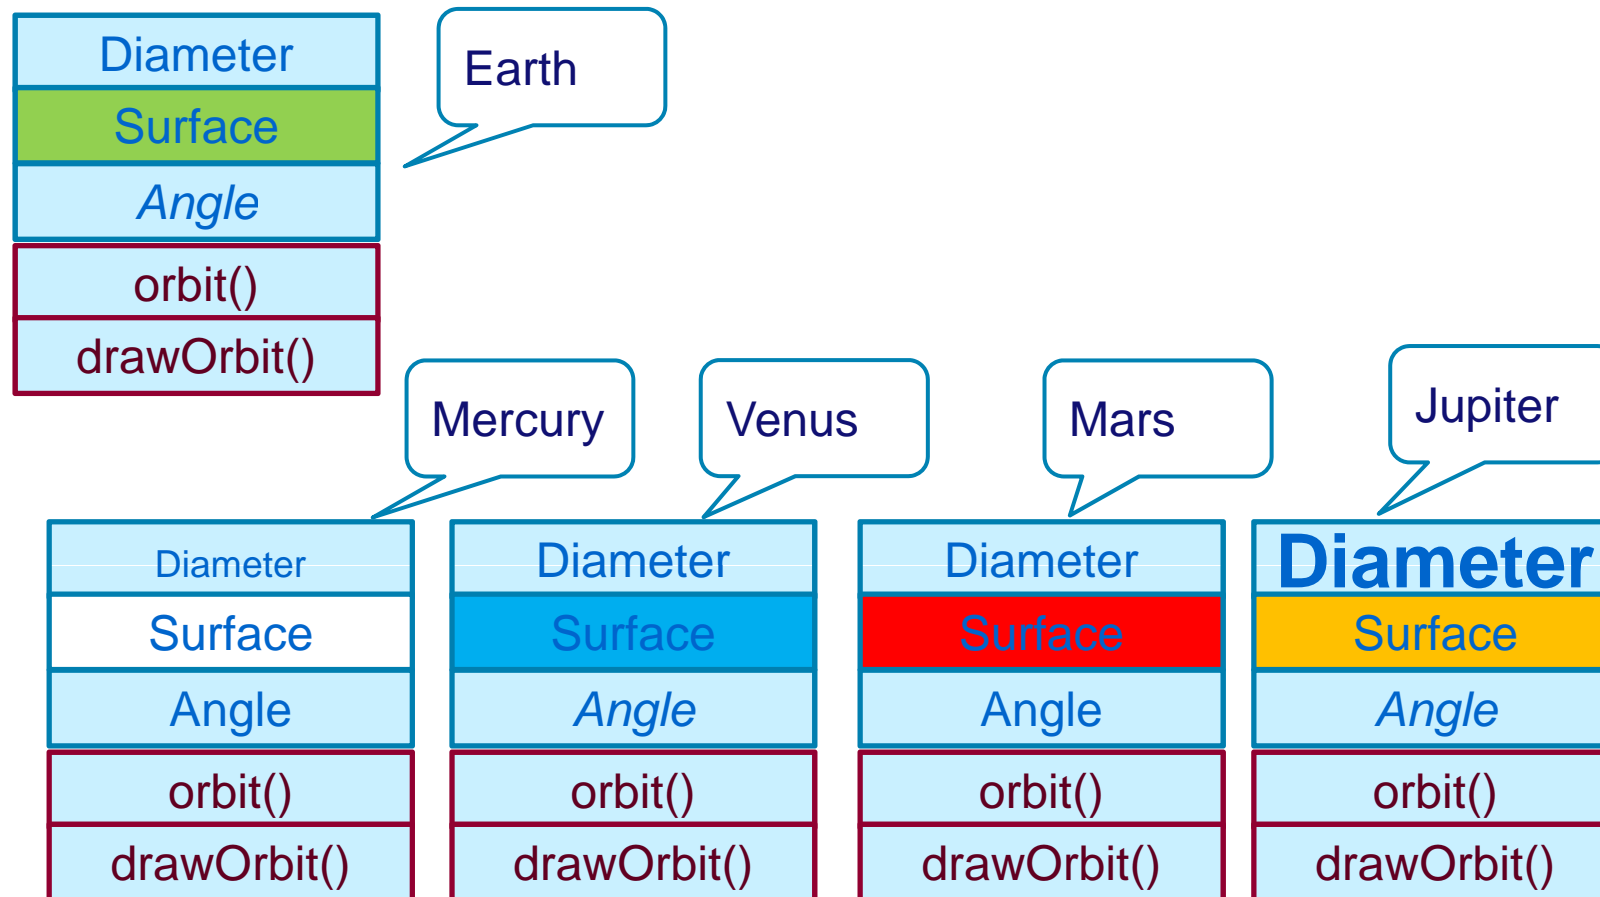 Diameter
Surface
Angle
orbit()
drawOrbit()
Earth
Mercury
Diameter
Surface
Angle
orbit()
drawOrbit()
Venus
Diameter
Surface
Angle
orbit()
drawOrbit()
Mars
Diameter
Surface
Angle
orbit()
drawOrbit()
Jupiter
Diameter
Surface
Angle
orbit()
drawOrbit()